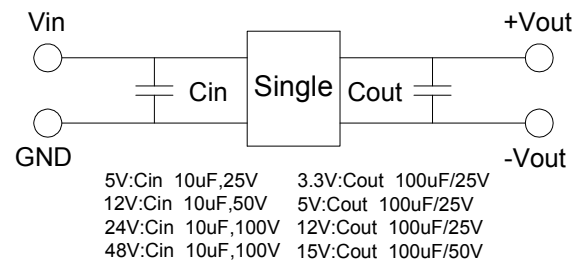 Vin
+Vout
Cin
Single
Cout
GND
-Vout
5V:Cin 10uF,25V
3.3V:Cout 100uF/25V
12V:Cin 10uF,50V
5V:Cout 100uF/25V
24V:Cin 10uF,100V
12V:Cout 100uF/25V
48V:Cin 10uF,100V
15V:Cout 100uF/50V